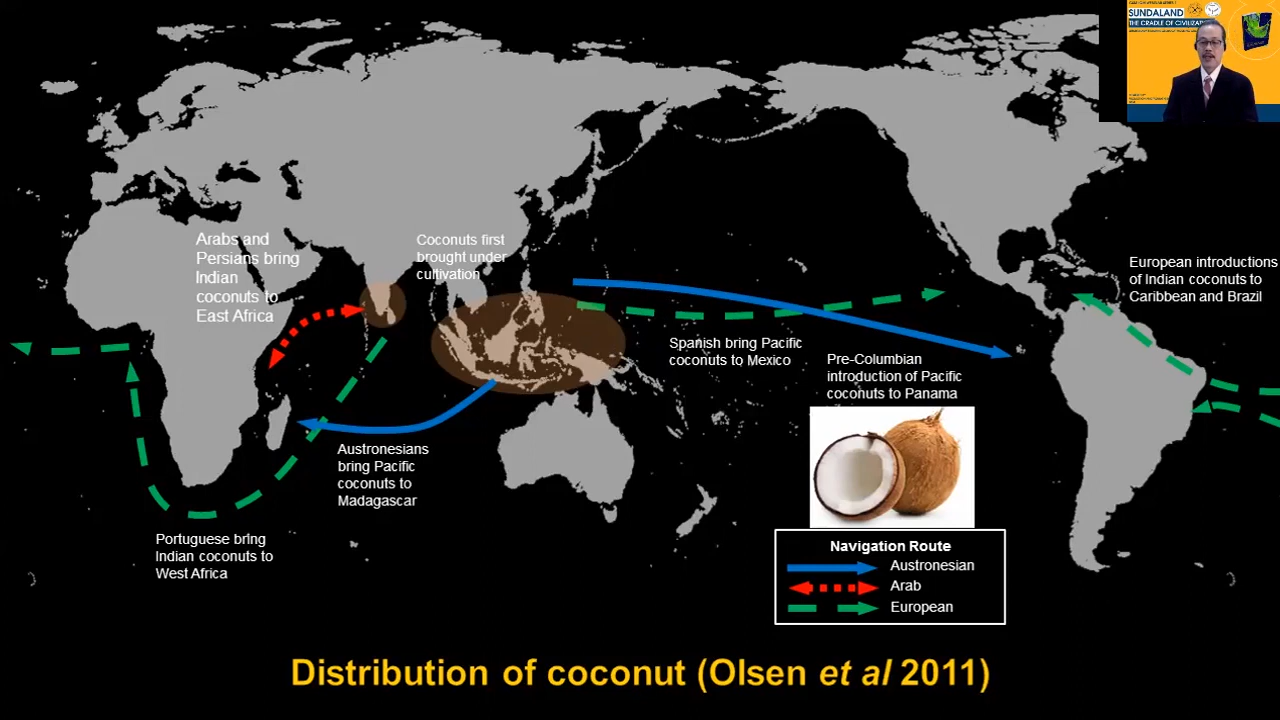 SUNDALAND
THE CRADLE OF CIVILIZATION
Arabs and
Persians bring
Indian
coconuts to
East Africa
Coconuts first
brought under
cultivation
European introductions
of Indian coconuts to
Caribbean and Brazil
Spanish bring Pacific
coconuts to Mexico
Pre-Columbian
introduction of Pacific
coconuts to Panama
Austronesians
bring Pacific
coconuts to
Madagascar
Portuguese bring
Indian coconuts to
West Africa
Navigation Route
Austronesian
Arab
European
Distribution of coconut (Olsen et al 2011)